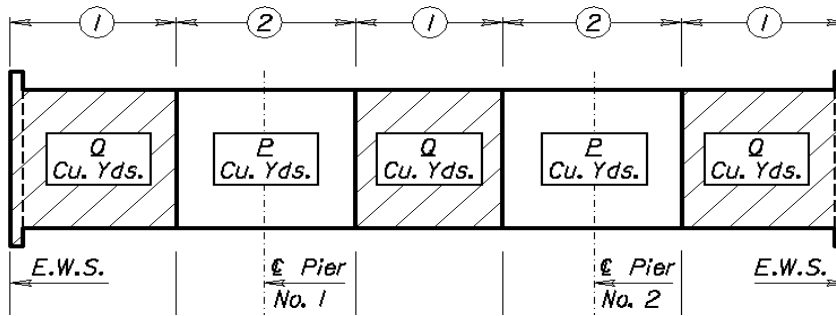 1 2 1 2 1
Q P Q P Q
Cu. Yds. Cu. Yds. Cu. Yds. Cu. Yds. Cu. Yds.
E.W.S. ℄ Pier ℄ Pier E.W.S.
No. 1 No. 2